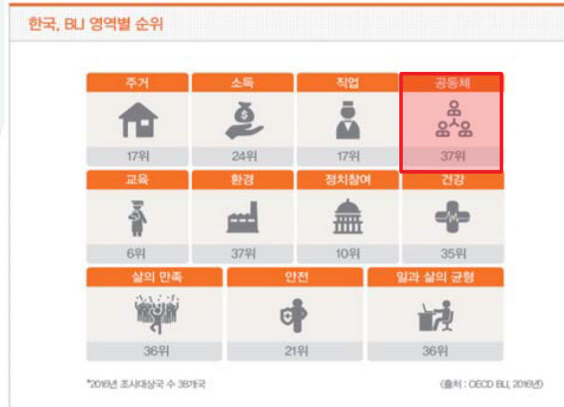 한국, BLI 영역별 순위
주거 소득 직업 공동체
17위 24위 17위 37위
교육 환경 정치참여 건강
6위 37위 10위 35위
삶의 만족 안전 일과 삶의 균형
36위 21위 36위
*2016년 조사대상국 수 38개국 (출처 : OECD BLI, 2016년)